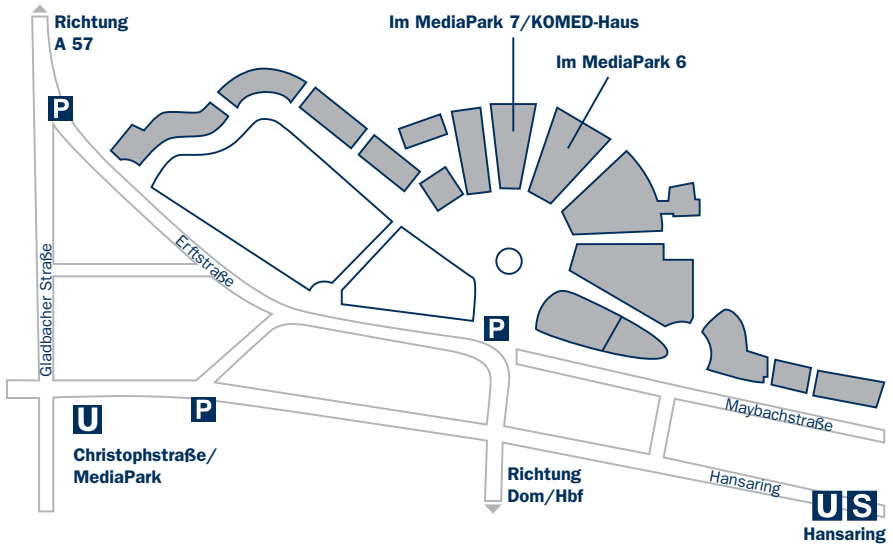 Richtung
A 57
Im MediaPark 7/KOMED-Haus
Im MediaPark 6
P
Erftstraße
Gladbacher Straße
P
P
U
Christophstraße/
MediaPark
Maybachstraße
Richtung
Dom/Hbf
Hansaring
U S
Hansaring